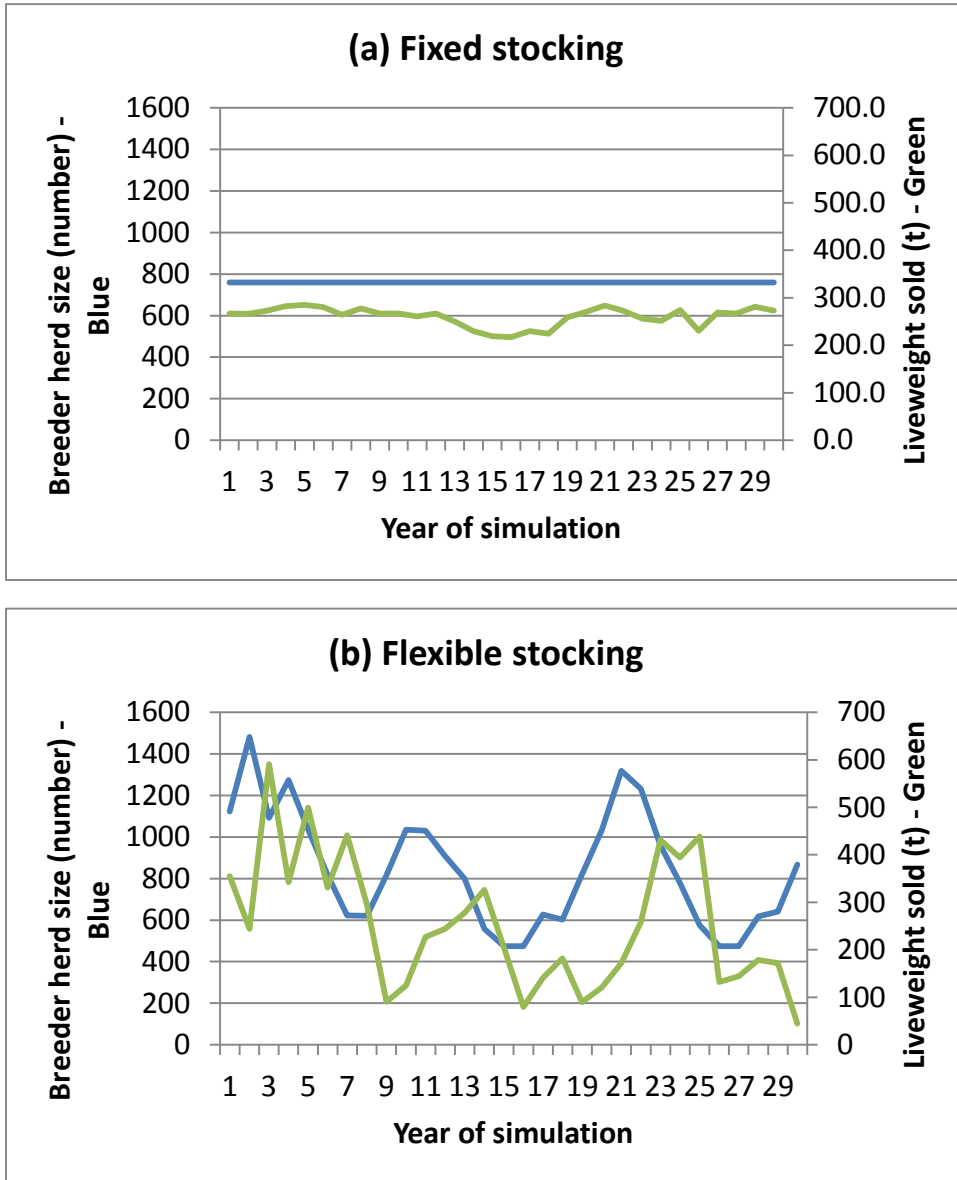 (a) Fixed stocking
Breeder herd size (number) -
Blue
1600
1400
1200
1000
800
600
400
200
0
700.0
600.0
500.0
400.0
300.0
200.0
100.0
0.0
Liveweight sold (t) - Green
1 3 5 7 9 11 13 15 17 19 21 23 25 27 29
Year of simulation
(b) Flexible stocking
Breeder herd size (number) -
Blue
1600
1400
1200
1000
800
600
400
200
0
700
600
500
400
300
200
100
0
Liveweight sold (t) - Green
1 3 5 7 9 11 13 15 17 19 21 23 25 27 29
Year of simulation